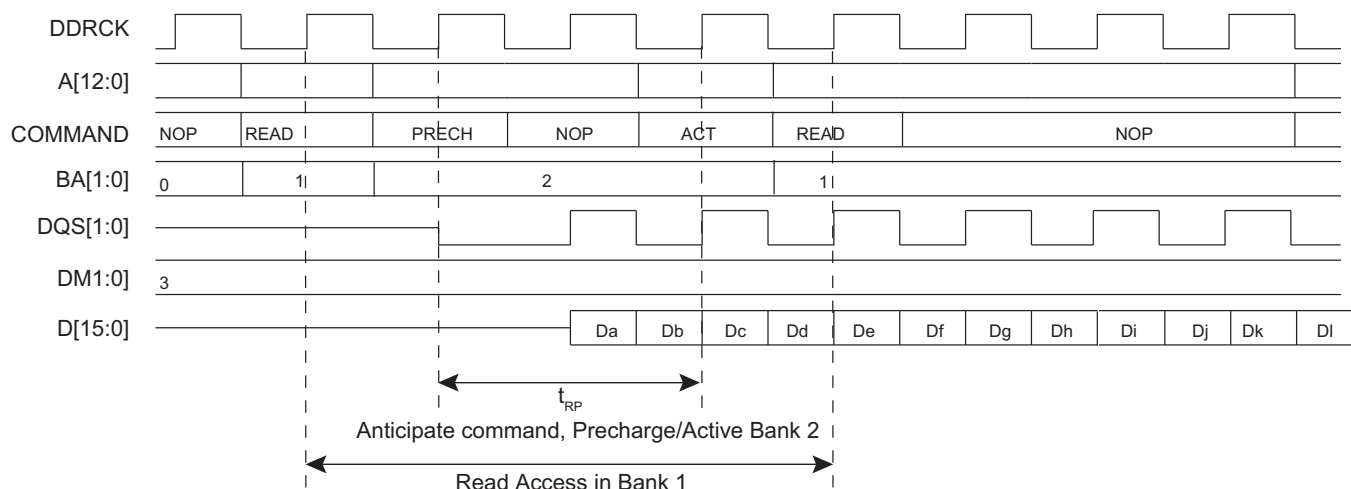 DDRCK
A[12:0]
COMMAND NOP READ PRECH NOP ACT READ NOP
BA[1:0] 0 1 2 1
DQS[1:0]
DM1:0] 3
D[15:0] Da Db Dc Dd De Df Dg Dh Di Dj Dk Dl
tRP
Anticipate command, Precharge/Active Bank 2
Read Access in Bank 1